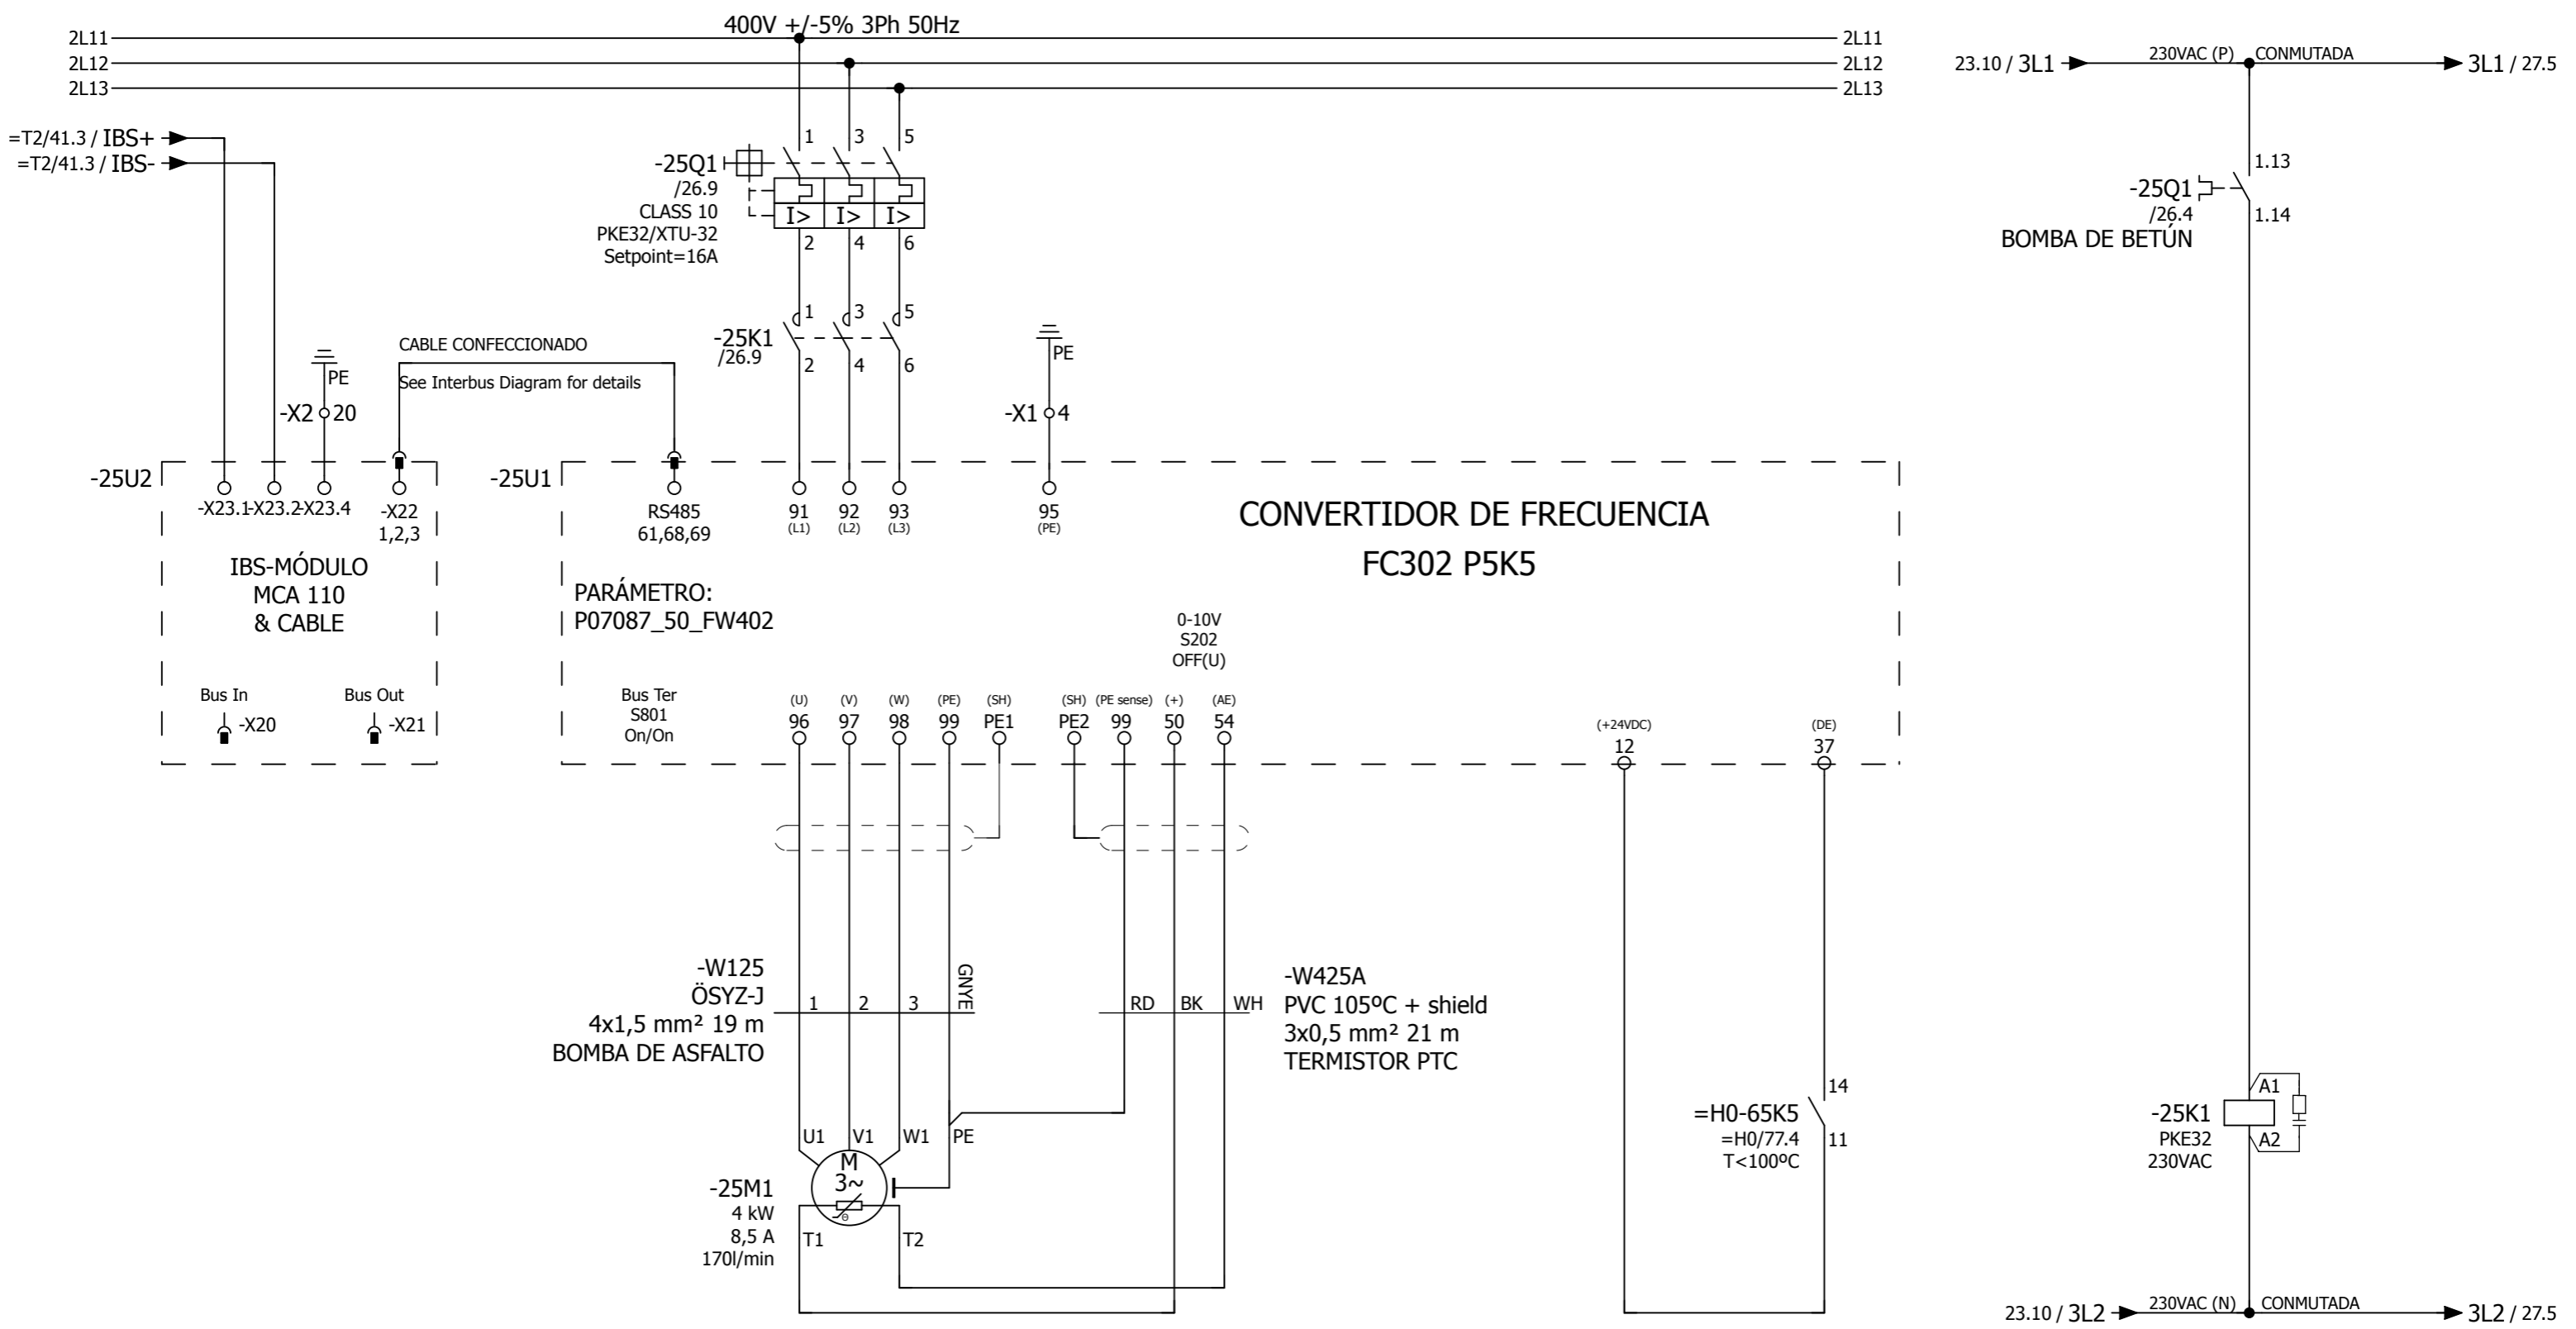 400V +/-5% 3Ph 50Hz
2L11 2L11
2L12 2L12
2L13 2L13
23.10 / 3L1 230VAC (P) CONMUTADA 3L1 / 27.5
=T2/41.3 / IBS+
=T2/41.3 / IBS-
1 3 5
-25Q1
/26.9
CLASS 10
PKE32/XTU-32
Setpoint=16A
I> I> I>
2 4 6
1.13
-25Q1
/26.4
1.14
BOMBA DE BETÚN
1 3 5
-25K1
/26.9
2 4 6
CABLE CONFECCIONADO
See Interbus Diagram for details
PE
-X2 20
PE
-X1 4
-25U2
-X23.1 -X23.2 -X23.4 -X22
1,2,3
IBS-MÓDULO
MCA 110
& CABLE
Bus In
-X20
Bus Out
-X21
-25U1
RS485
61,68,69
91 92 93 95
(L1) (L2) (L3) (PE)
CONVERTIDOR DE FRECUENCIA
FC302 P5K5
PARÁMETRO:
P07087_50_FW402
0-10V
S202
OFF(U)
Bus Ter
S801
On/On
(U) (V) (W) (PE) (SH) (SH) (PE sense) (+) (AE)
96 97 98 99 PE1 PE2 99 50 54
(+24VDC) (DE)
12 37
-W125
ÖSYZ-J
4x1,5 mm² 19 m
BOMBA DE ASFALTO
1 2 3 GNYE
RD BK WH
-W425A
PVC 105ºC + shield
3x0,5 mm² 21 m
TERMISTOR PTC
U1 V1 W1 PE
M
3~
Θ
-25M1
4 kW
8,5 A
170l/min
T1 T2
14
=H0-65K5
=H0/77.4
T<100ºC
11
A1
-25K1
PKE32
230VAC
A2
23.10 / 3L2 230VAC (N) CONMUTADA 3L2 / 27.5